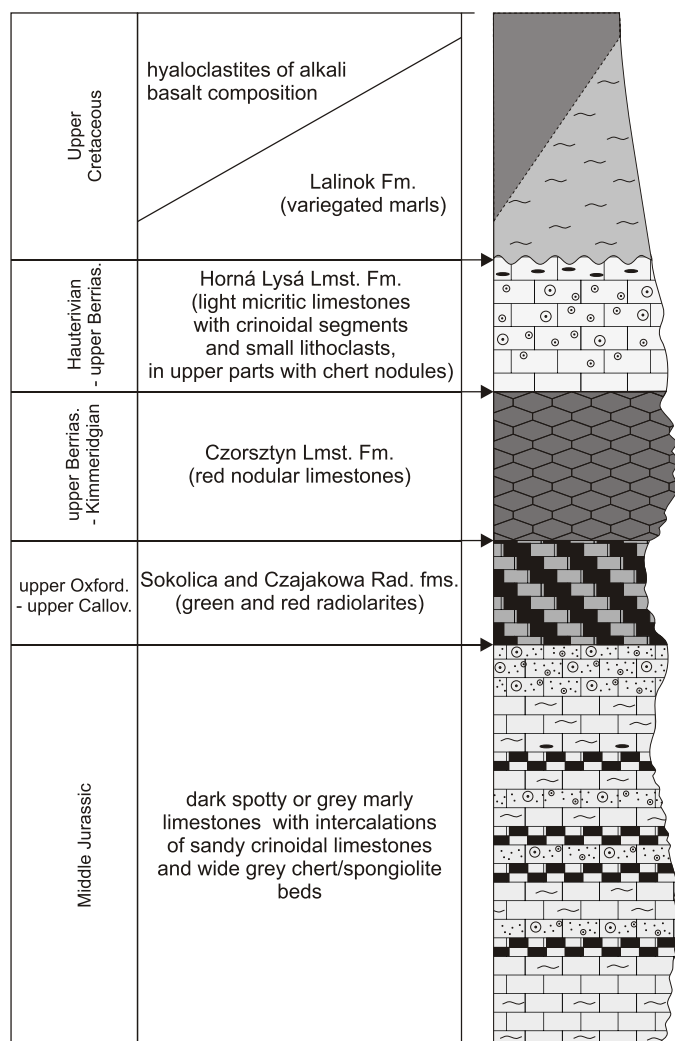 Upper
Cretaceous
hyaloclastites of alkali
basalt composition
Lalinok Fm.
(variegated marls)
Hauterivian
- upper Berrias.
Horná Lysá Lmst. Fm.
(light micritic limestones
with crinoidal segments
and small lithoclasts,
in upper parts with chert nodules)
upper Berrias.
- Kimmeridgian
Czorsztyn Lmst. Fm.
(red nodular limestones)
upper Oxford.
- upper Callov.
Sokolica and Czajakowa Rad. fms.
(green and red radiolarites)
Middle Jurassic
dark spotty or grey marly
limestones with intercalations
of sandy crinoidal limestones
and wide grey chert/spongiolite
beds